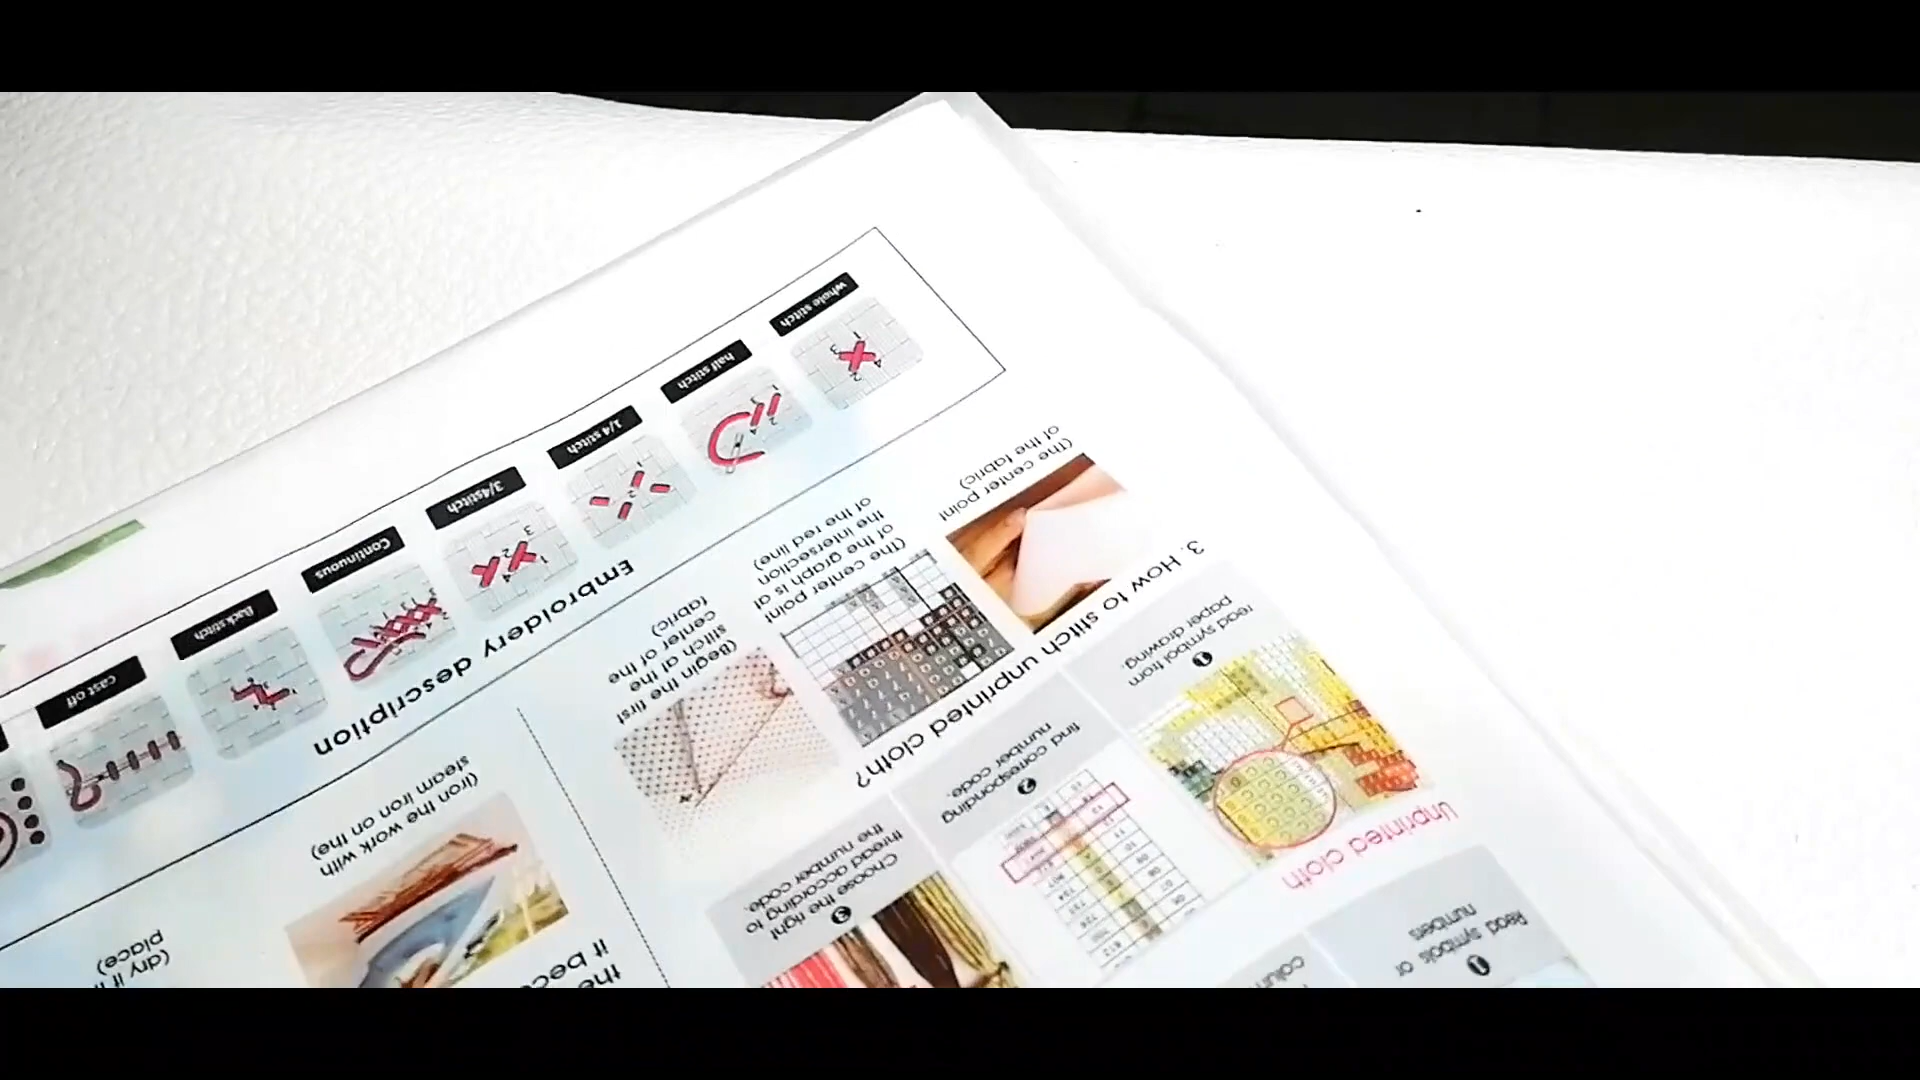 Read symbols or
numbers
Unprinted cloth
read symbol from
paper drawing.
find corresponding
number code.
Choose the right
thread according to
the number code.
3. How to stitch unprinted cloth?
(the center point
of the fabric)
(the center point
of the graph is at
the intersection
of the red line)
(Begin the first
stitch at the
center of the
fabric)
(iron the work with
steam iron on the)
place)
Embroidery description
whole stitch
half stitch
1/4 stitch
3/4stitch
Continuous
Back stitch
cast off